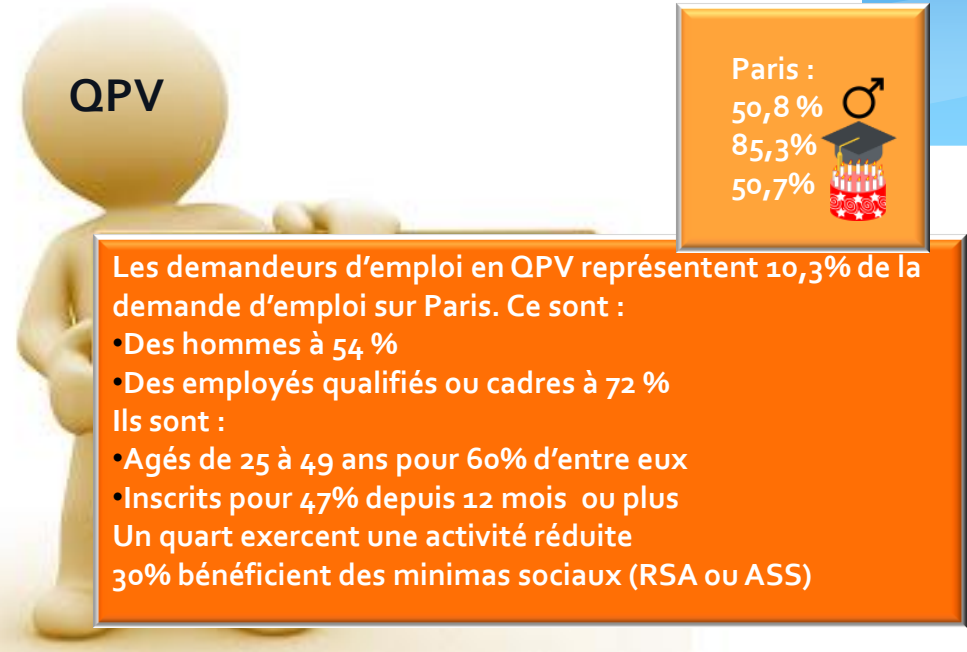 QPV
Paris :
50,8 %
85,3%
50,7%
Les demandeurs d’emploi en QPV représentent 10,3% de la
demande d’emploi sur Paris. Ce sont :
•Des hommes à 54 %
•Des employés qualifiés ou cadres à 72 %
Ils sont :
•Agés de 25 à 49 ans pour 60% d’entre eux
•Inscrits pour 47% depuis 12 mois  ou plus
Un quart exercent une activité réduite
30% bénéficient des minimas sociaux (RSA ou ASS)